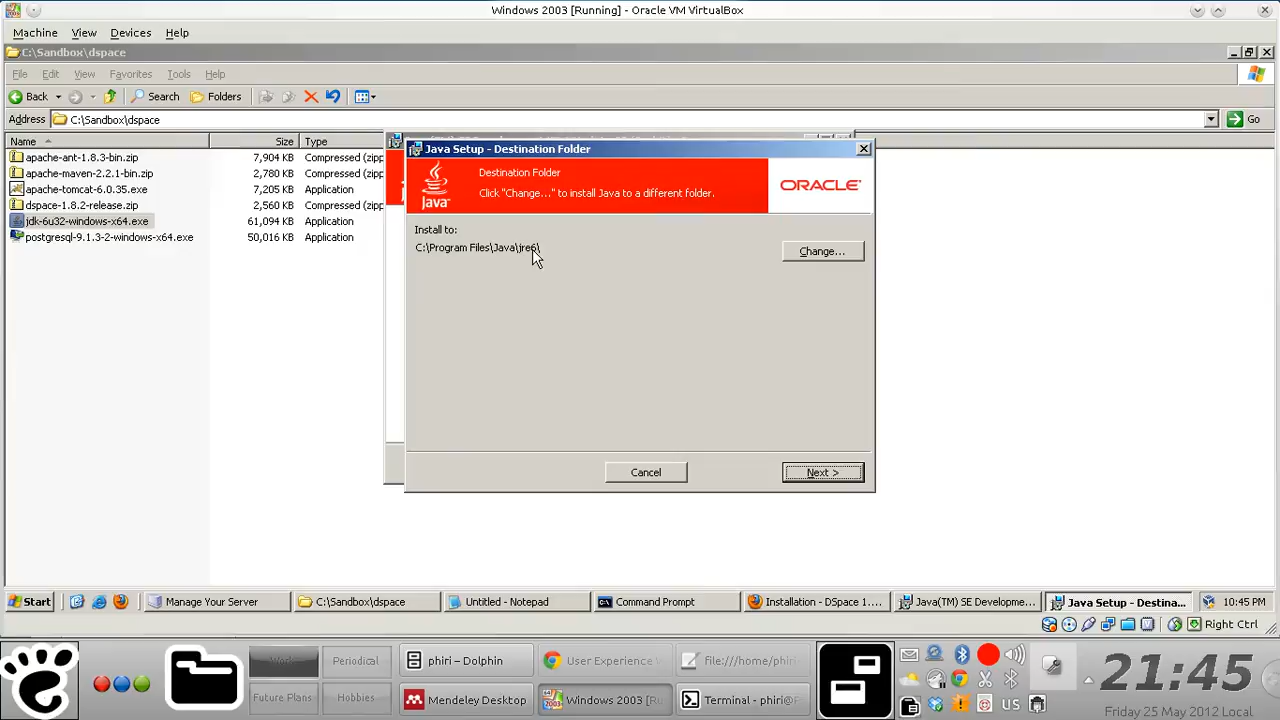 Windows 2003 [Running] - Oracle VM VirtualBox
Machine View Devices Help
C:\Sandbox\dspace
File Edit View Favorites Tools Help
Back Search Folders
Address C:\Sandbox\dspace Go
Name Size Type
apache-ant-1.8.3-bin.zip 7,904 KB Compressed (zipp
apache-maven-2.2.1-bin.zip 2,780 KB Compressed (zipp
apache-tomcat-6.0.35.exe 7,205 KB Application
dspace-1.8.2-release.zip 2,560 KB Compressed (zipp
jdk-6u32-windows-x64.exe 61,094 KB Application
postgresql-9.1.3-2-windows-x64.exe 50,016 KB Application
Java Setup - Destination Folder
Destination Folder
Click "Change..." to install Java to a different folder.
Java
ORACLE
Install to:
C:\Program Files\Java\jre6\
Change...
Cancel
Next >
Start Manage Your Server C:\Sandbox\dspace Untitled - Notepad Command Prompt Installation - DSpace 1.... Java(TM) SE Developme... Java Setup - Destina... 10:45 PM
Right Ctrl
Work Periodical phiri – Dolphin User Experience file:///home/phiri
Future Plans Hobbies Mendeley Desktop Windows 2003 [Ru Terminal - phiri@F
US
21:45
Friday 25 May 2012 Local